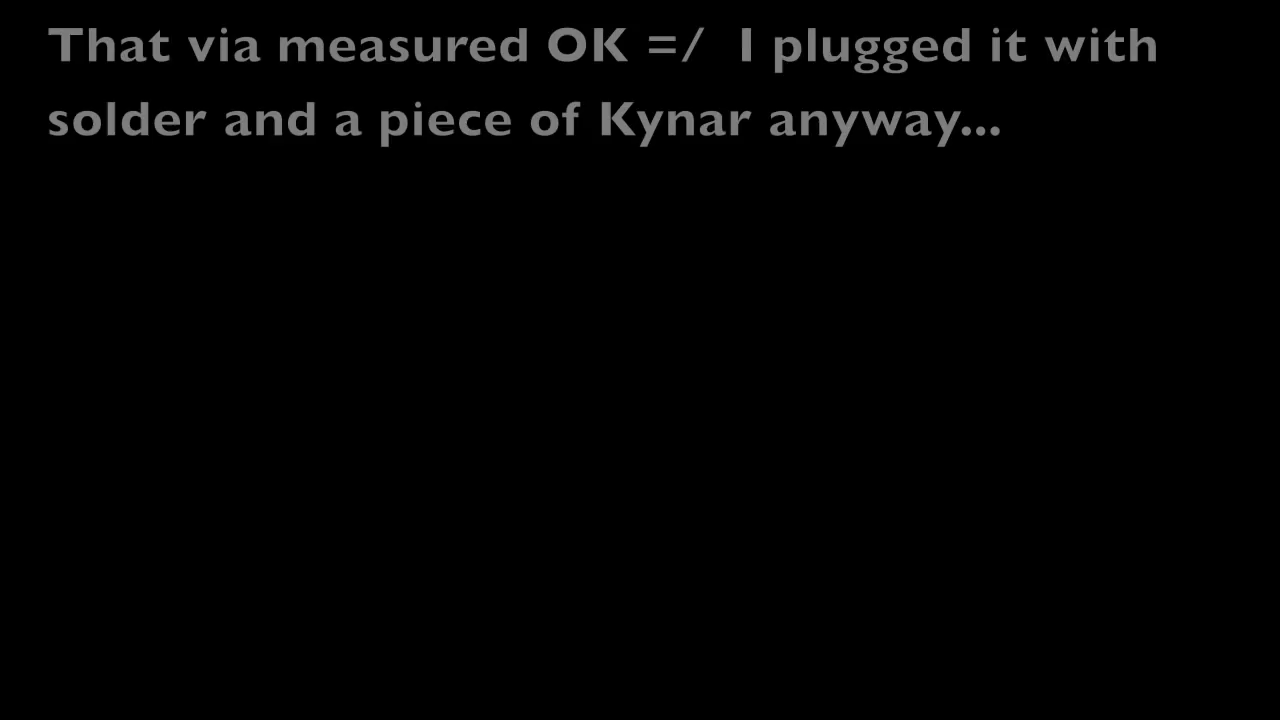 That via measured OK =/  I plugged it with
solder and a piece of Kynar anyway...